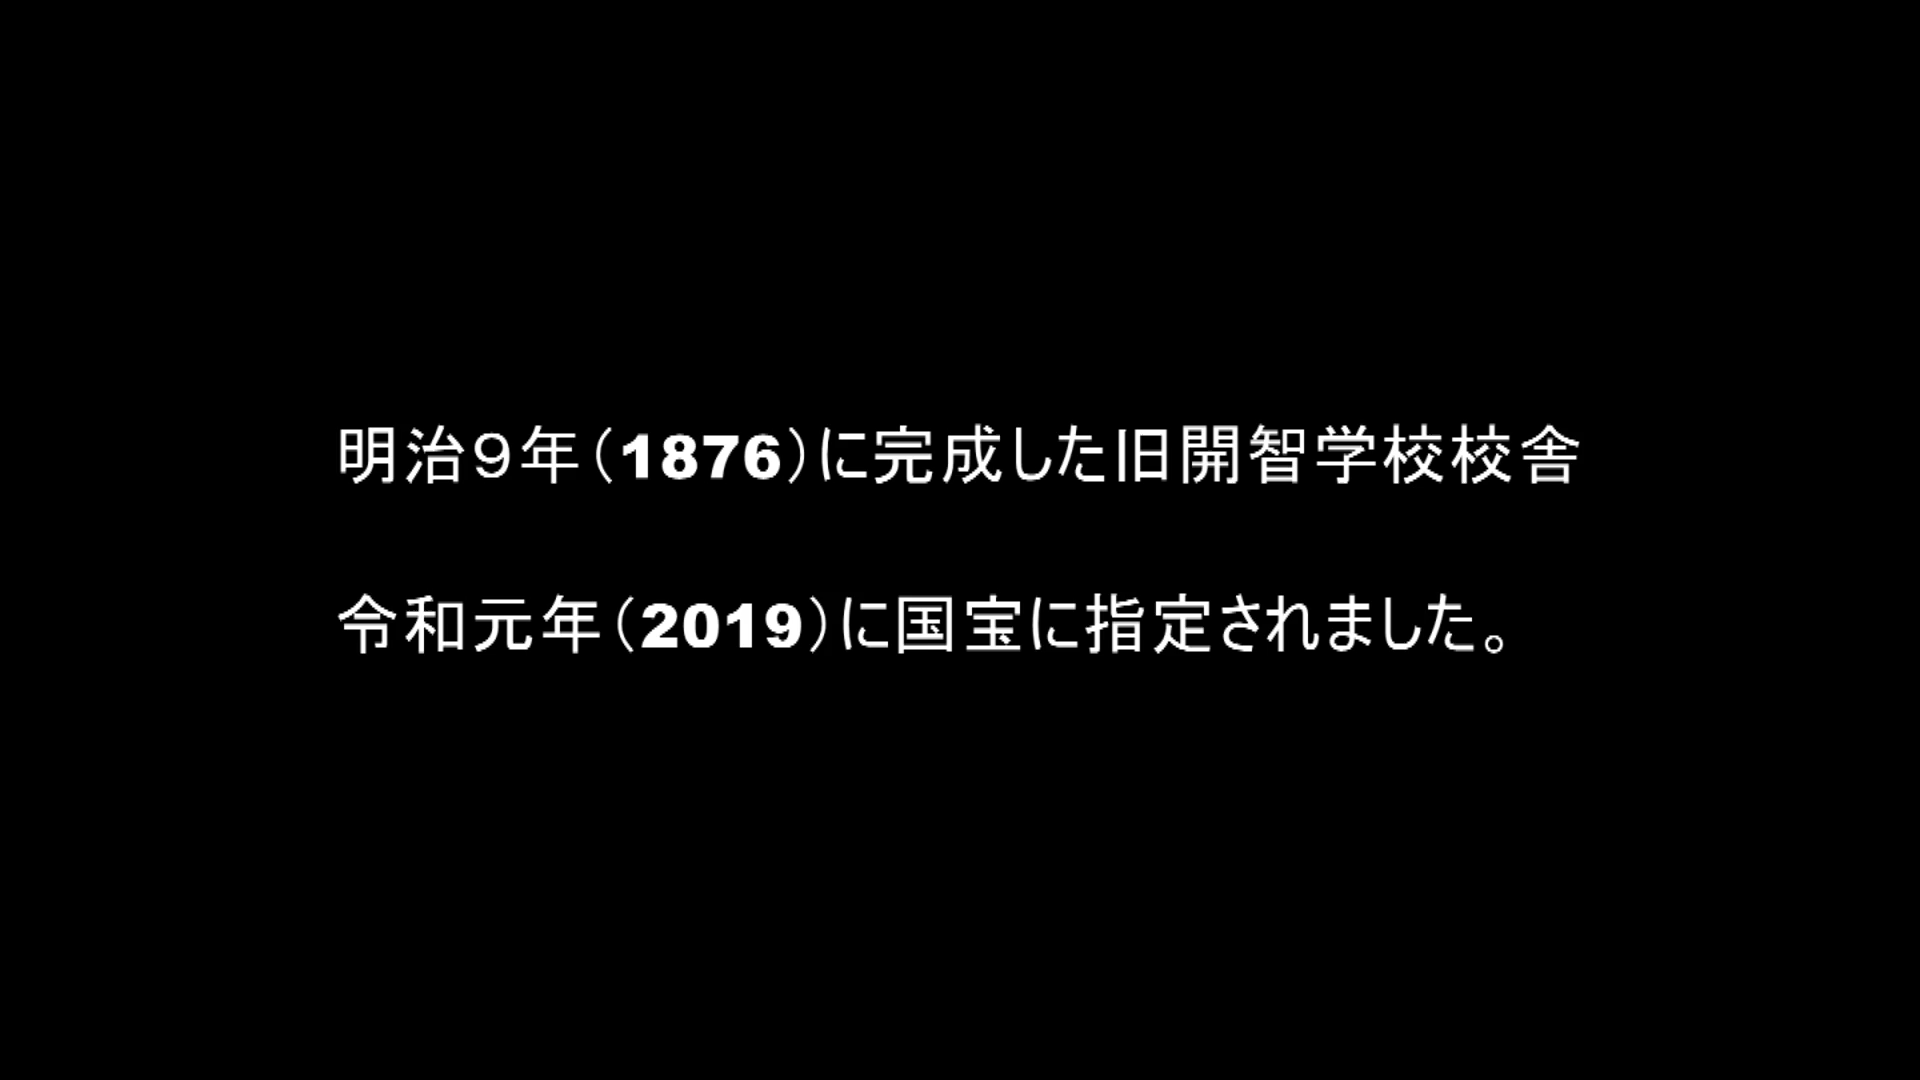 明治９年（1876）に完成した旧開智学校校舎
令和元年（2019）に国宝に指定されました。